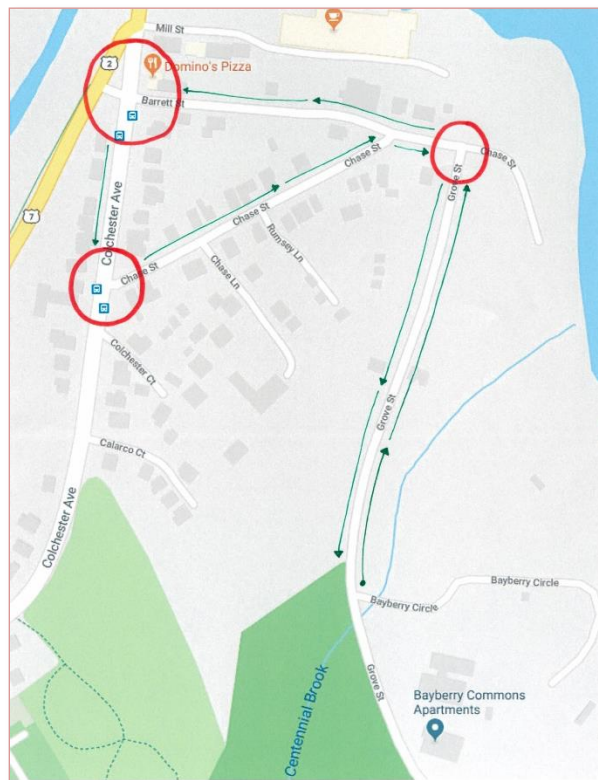 Mill St
2
Domino's Pizza
Barrett St
Chase St
Chase St
Grove St
7
Colchester Ave
Chase St
Chase St
Rumsey Ln
Chase Ln
Colchester Ct
Grove St
Calarco Ct
Colchester Ave
Bayberry Circle
Bayberry Circle
Grove St
Centennial Brook
Bayberry Commons
Apartments